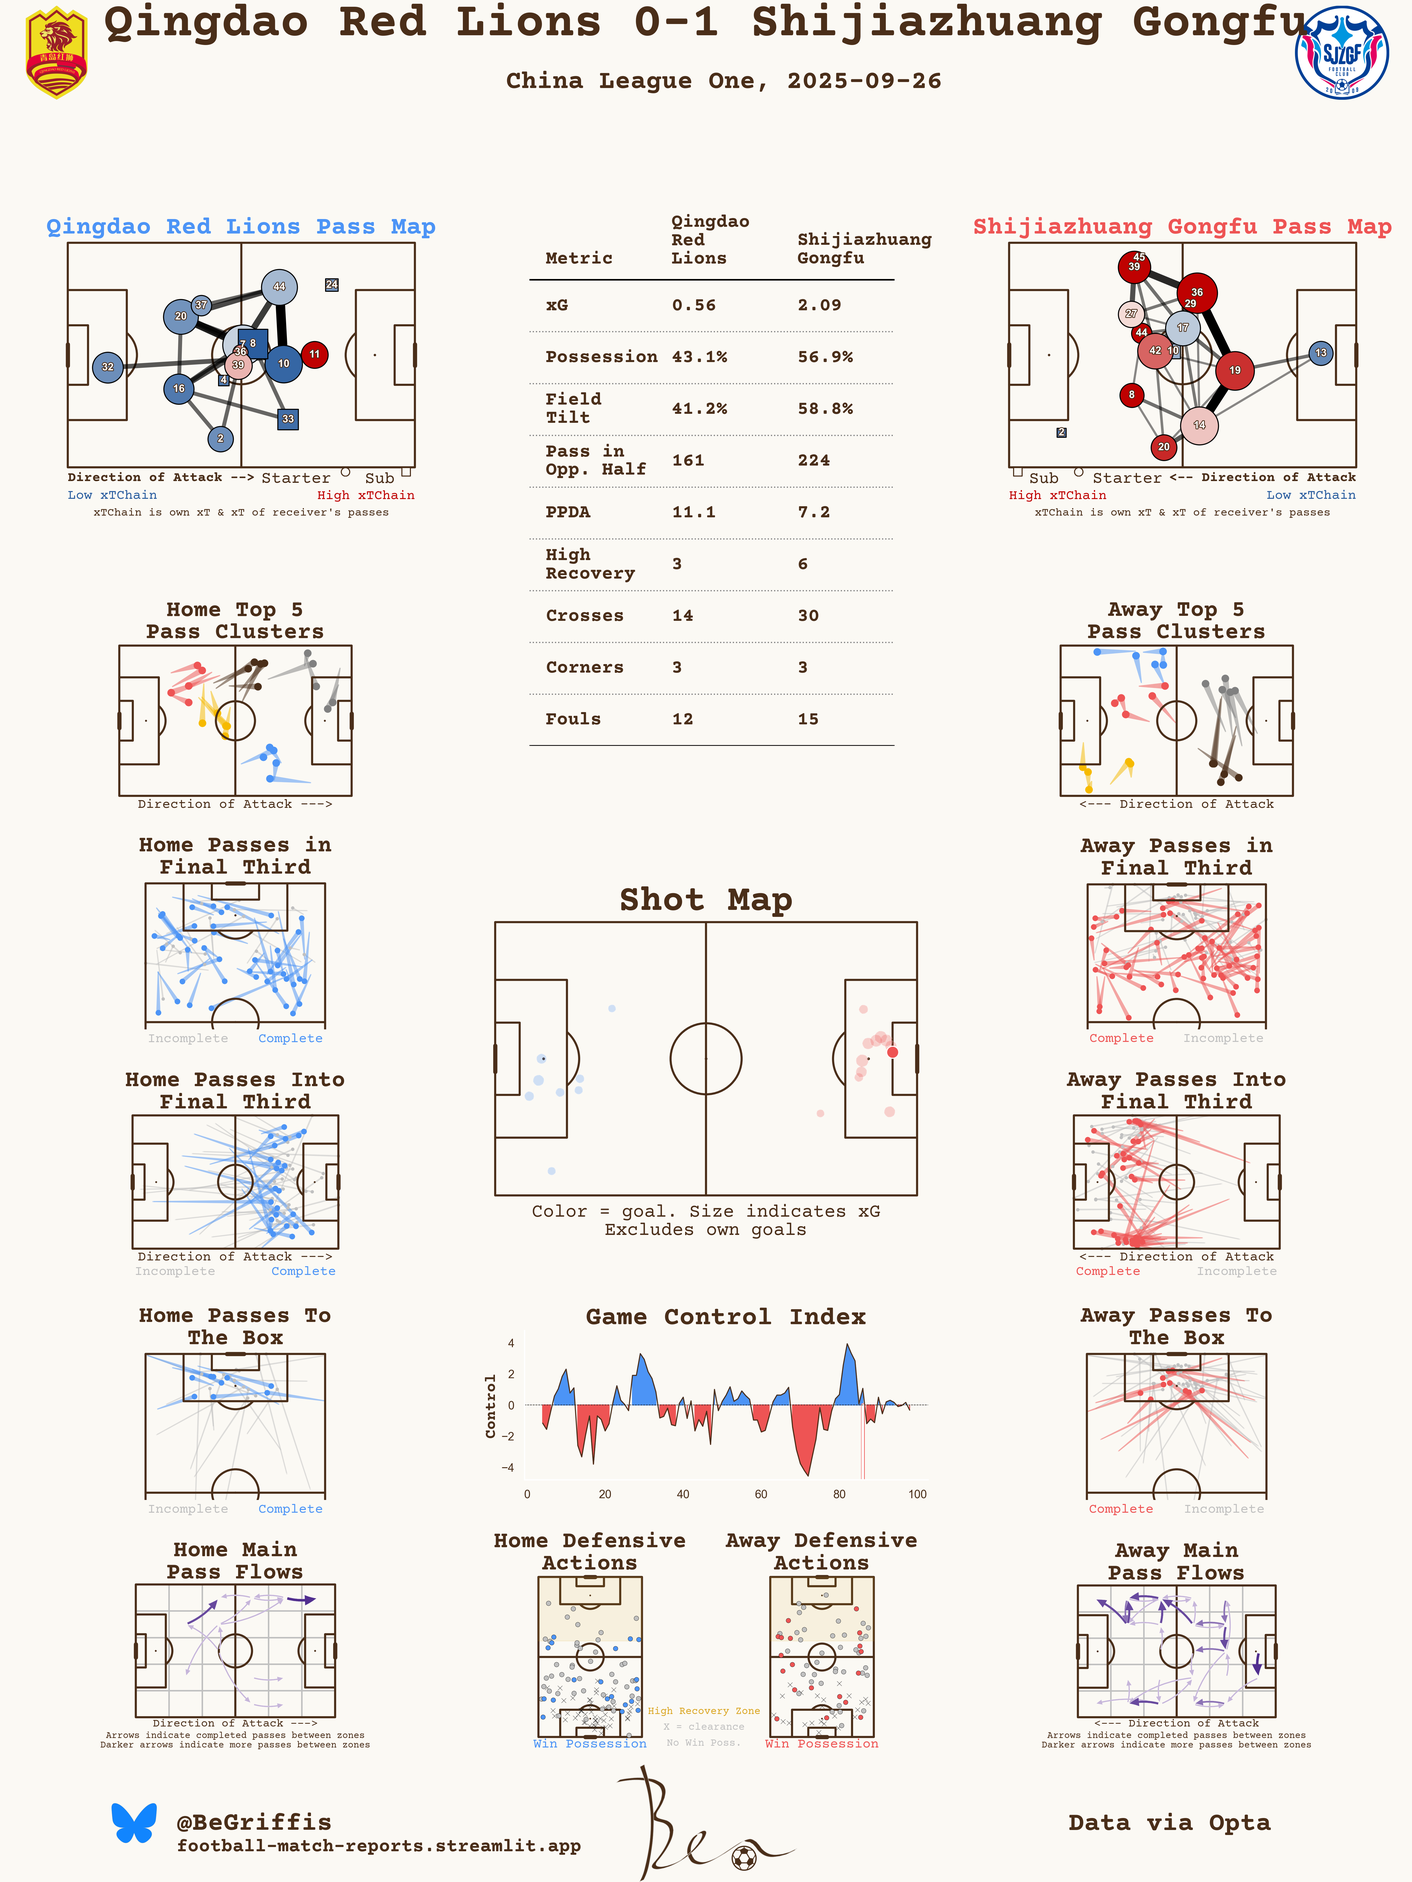 Qingdao Red Lions 0-1 Shijiazhuang Gongfu
China League One, 2025-09-26
青岛红狮
SJZGF
FOOTBALL
CLUB
Qingdao Red Lions Pass Map
37
44
24
20
7
8
36
39
10
11
32
4
16
33
2
Direction of Attack --> Starter Sub
Low xTChain High xTChain
xTChain is own xT & xT of receiver's passes
Metric Qingdao Red Lions Shijiazhuang Gongfu
xG 0.56 2.09
Possession 43.1% 56.9%
Field Tilt 41.2% 58.8%
Pass in Opp. Half 161 224
PPDA 11.1 7.2
High Recovery 3 6
Crosses 14 30
Corners 3 3
Fouls 12 15
Shijiazhuang Gongfu Pass Map
45
39
36
29
27
17
44
42
10
13
19
8
14
2
20
Sub Starter <-- Direction of Attack
High xTChain Low xTChain
xTChain is own xT & xT of receiver's passes
Home Top 5
Pass Clusters
Direction of Attack --->
Away Top 5
Pass Clusters
<--- Direction of Attack
Home Passes in
Final Third
Incomplete Complete
Shot Map
Color = goal. Size indicates xG
Excludes own goals
Away Passes in
Final Third
Complete Incomplete
Home Passes Into
Final Third
Direction of Attack --->
Incomplete Complete
Away Passes Into
Final Third
<--- Direction of Attack
Complete Incomplete
Home Passes To
The Box
Incomplete Complete
Game Control Index
Control
4
2
0
−2
−4
0 20 40 60 80 100
Away Passes To
The Box
Complete Incomplete
Home Main
Pass Flows
Direction of Attack --->
Arrows indicate completed passes between zones
Darker arrows indicate more passes between zones
Home Defensive
Actions
Win Possession
High Recovery Zone
X = clearance
No Win Poss.
Away Defensive
Actions
Win Possession
Away Main
Pass Flows
<--- Direction of Attack
Arrows indicate completed passes between zones
Darker arrows indicate more passes between zones
@BeGriffis
football-match-reports.streamlit.app
Ben
Data via Opta